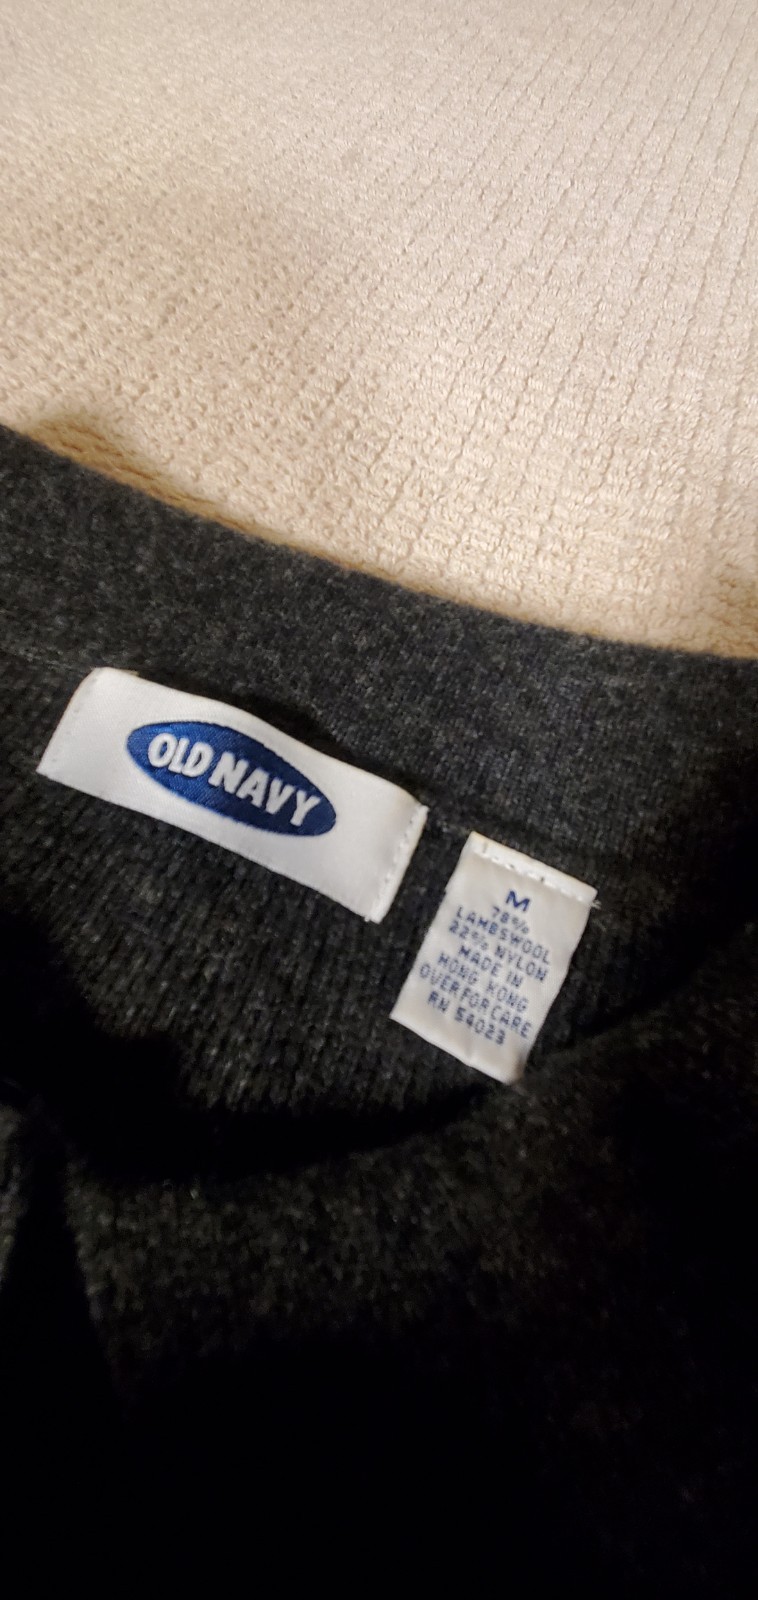 OLD NAVY
M
78%
LAMBSWOOL
22% NYLON
MADE IN
HONG KONG
OVER FOR CARE
RN 54023